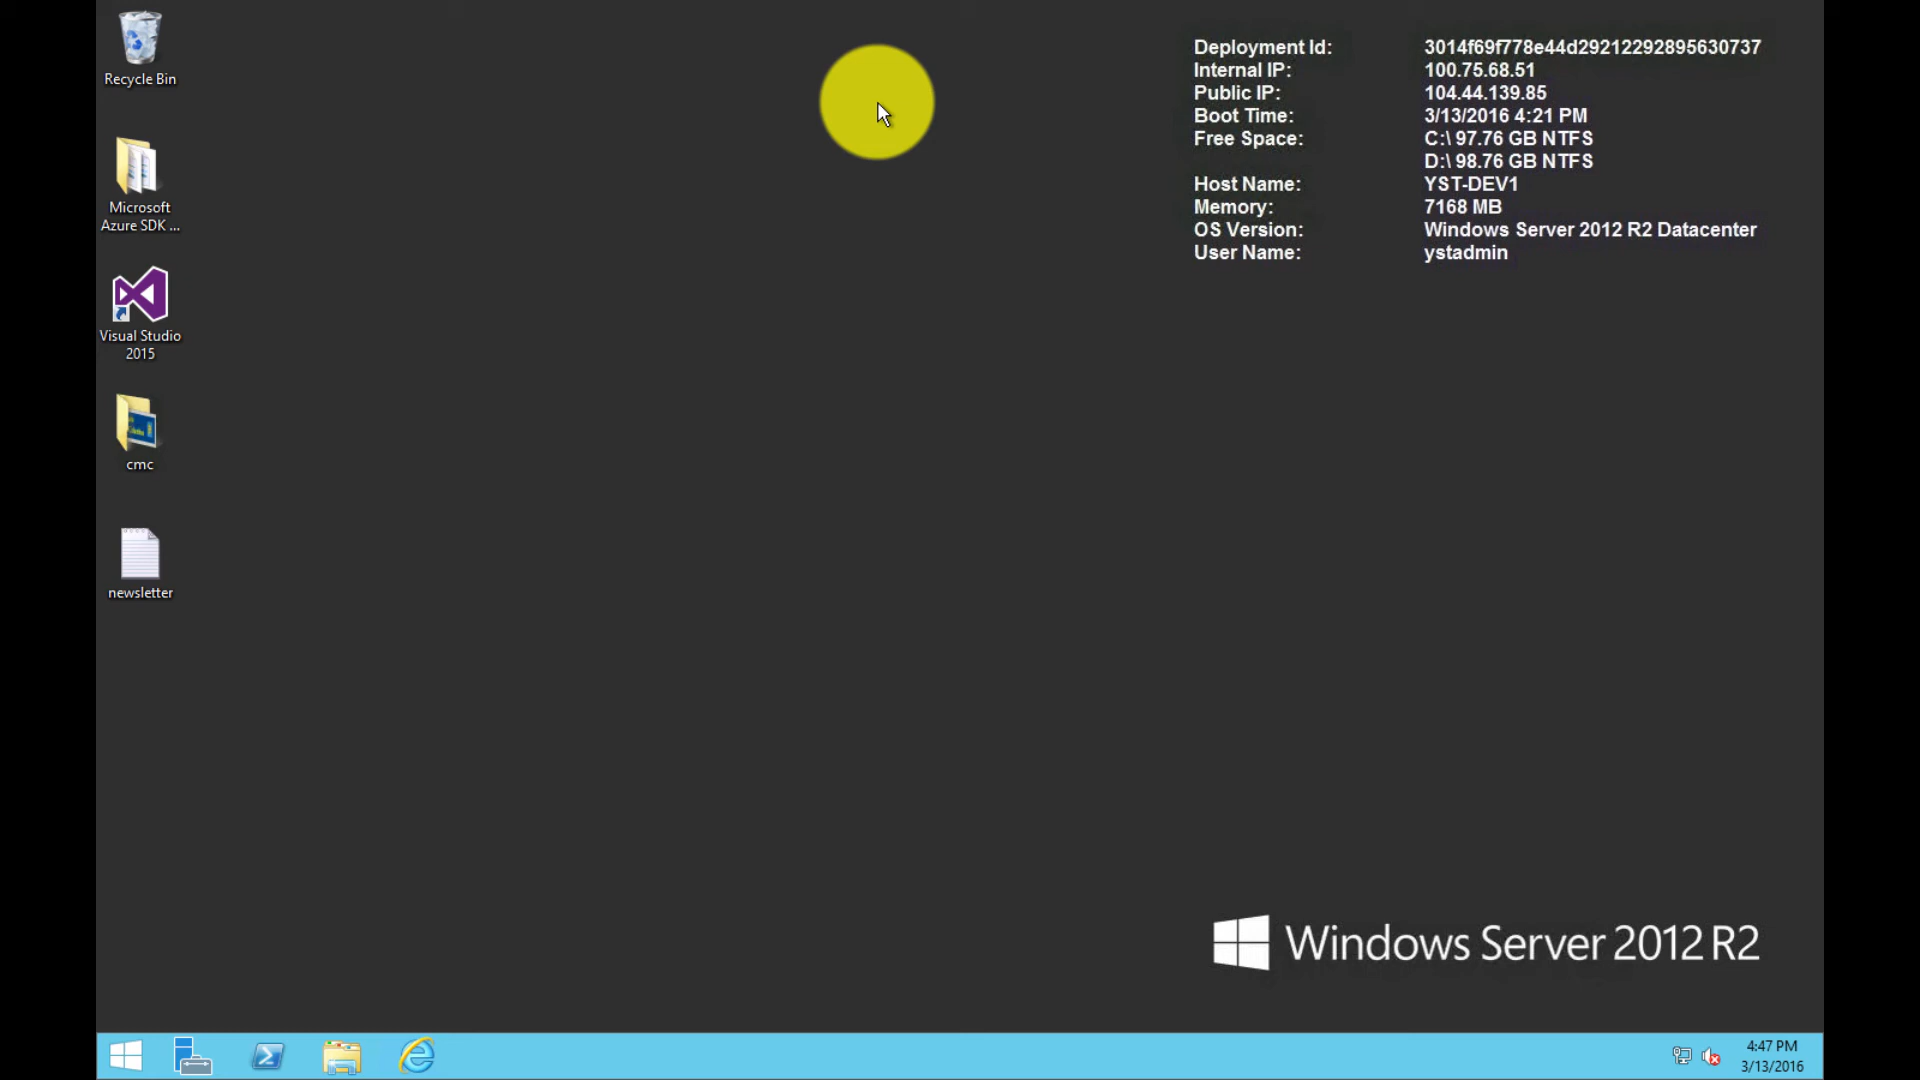 Recycle Bin
Microsoft
Azure SDK ...
Visual Studio
2015
cmc
newsletter
Deployment Id: 3014f69f778e44d29212292895630737
Internal IP: 100.75.68.51
Public IP: 104.44.139.85
Boot Time: 3/13/2016 4:21 PM
Free Space: C:\ 97.76 GB NTFS
D:\ 98.76 GB NTFS
Host Name: YST-DEV1
Memory: 7168 MB
OS Version: Windows Server 2012 R2 Datacenter
User Name: ystadmin
Windows Server 2012 R2
4:47 PM
3/13/2016